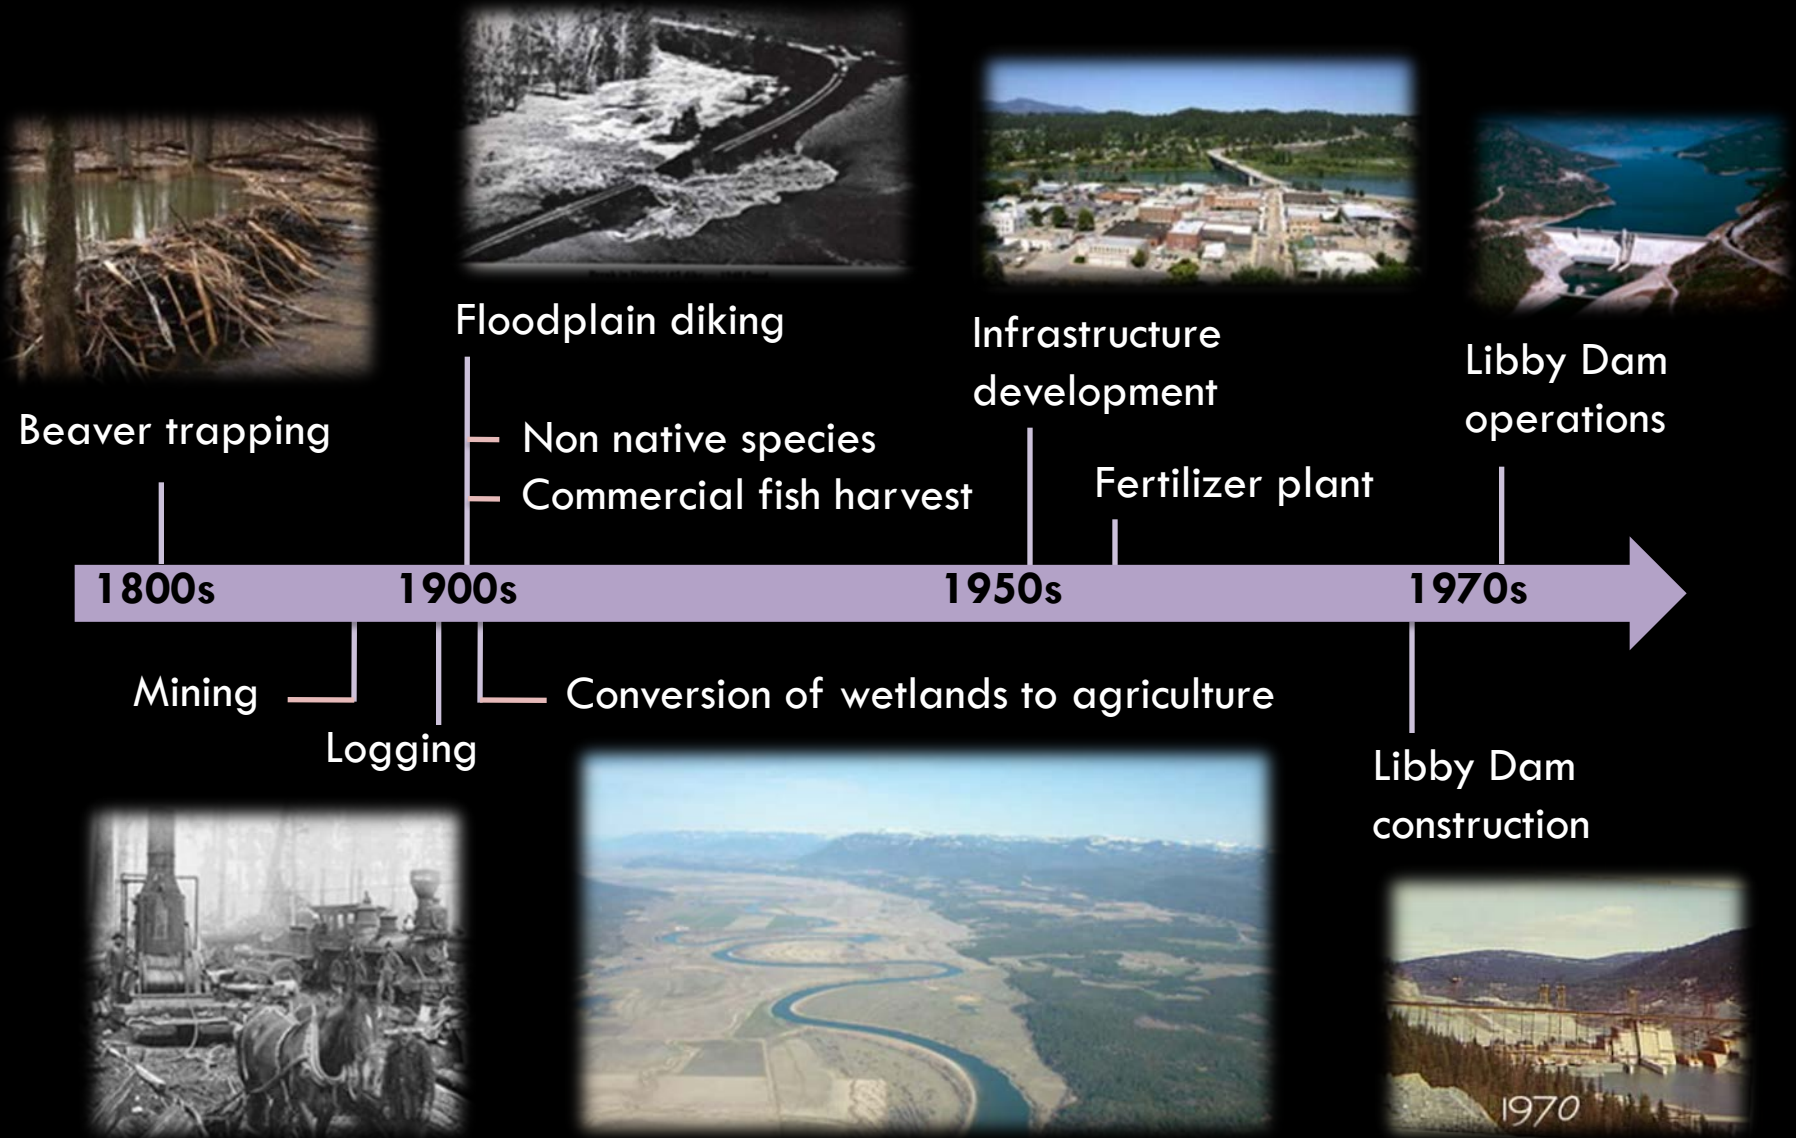 Floodplain diking
Infrastructure
development
Libby Dam
operations
Beaver trapping
Non native species
Commercial fish harvest
Fertilizer plant
1800s
1900s
1950s
1970s
Mining
Conversion of wetlands to agriculture
Logging
Libby Dam
construction
1970